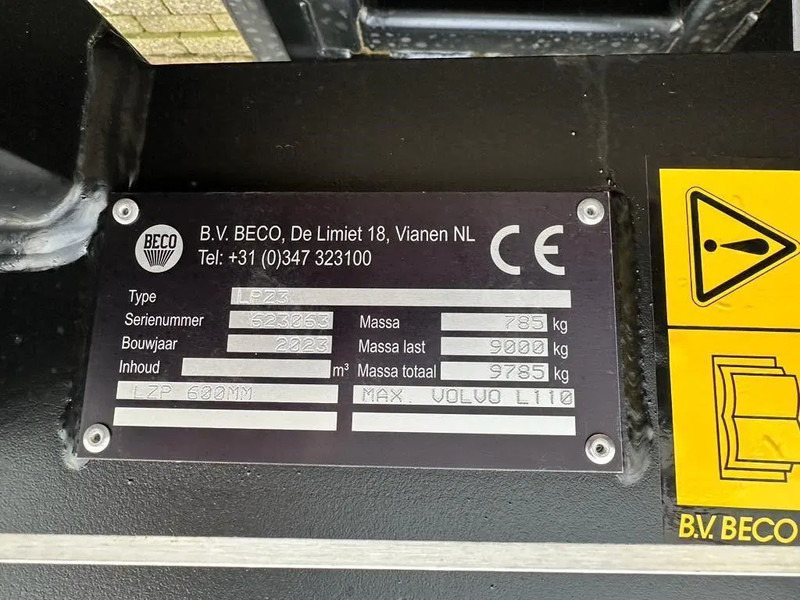 BECO
B.V. BECO, De Limiet 18, Vianen NL
Tel: +31 (0)347 323100
CE
Type LPZ3
Serienummer 623063 Massa 785 kg
Bouwjaar 2023 Massa last 9000 kg
Inhoud m³ Massa totaal 9785 kg
LZP 600MM MAX. VOLVO L110
B.V. BECO